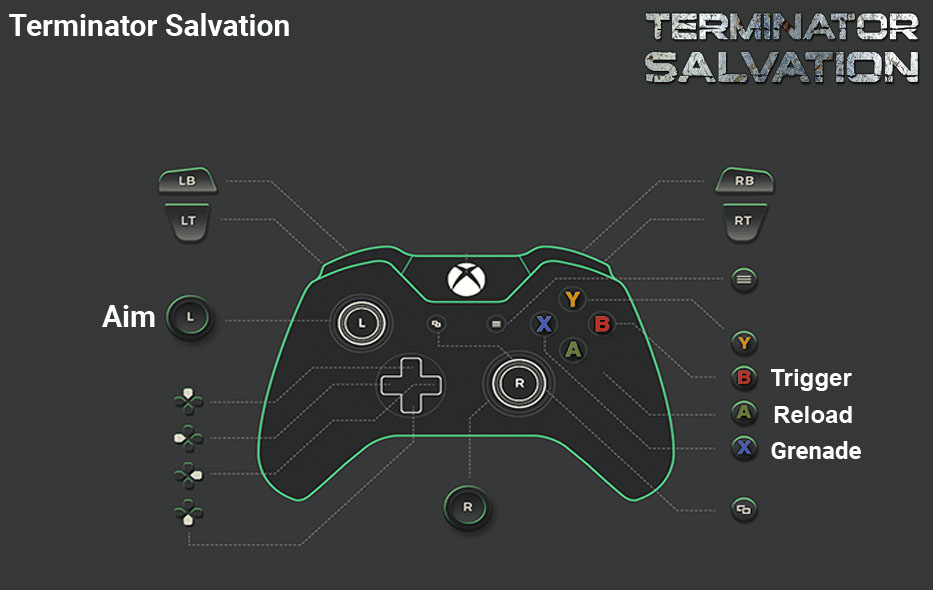 Terminator Salvation
TERMINATOR
SALVATION
LB
RB
LT
RT
Y
Aim
L
L
X
B
A
Y
R
B
Trigger
A
Reload
X
Grenade
R